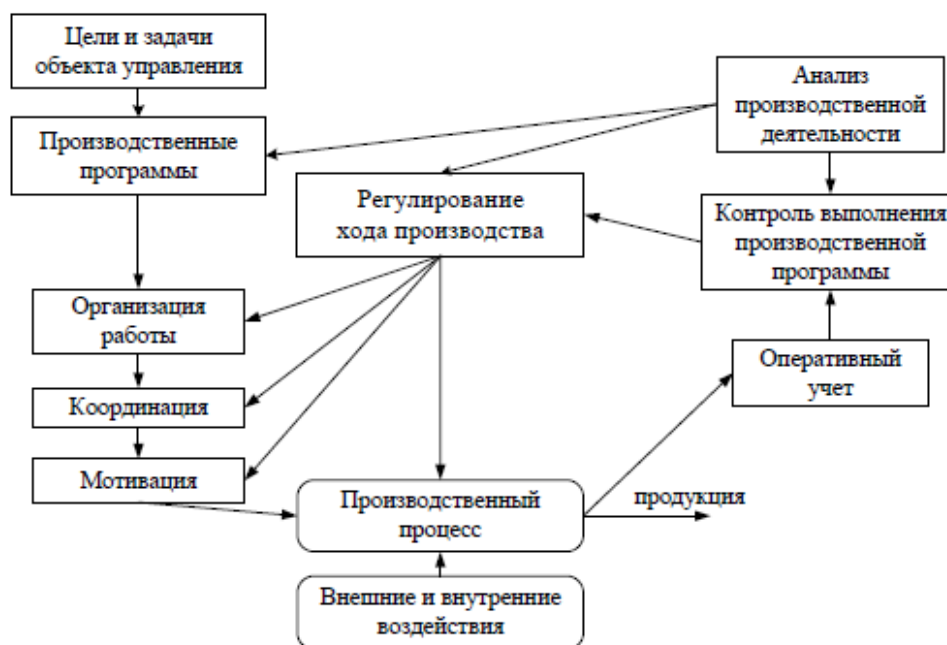 Цели и задачи
объекта управления
Производственные
программы
Организация
работы
Координация
Мотивация
Регулирование
хода производства
Анализ
производственной
деятельности
Контроль выполнения
производственной
программы
Оперативный
учет
Производственный
процесс
продукция
Внешние и внутренние
воздействия